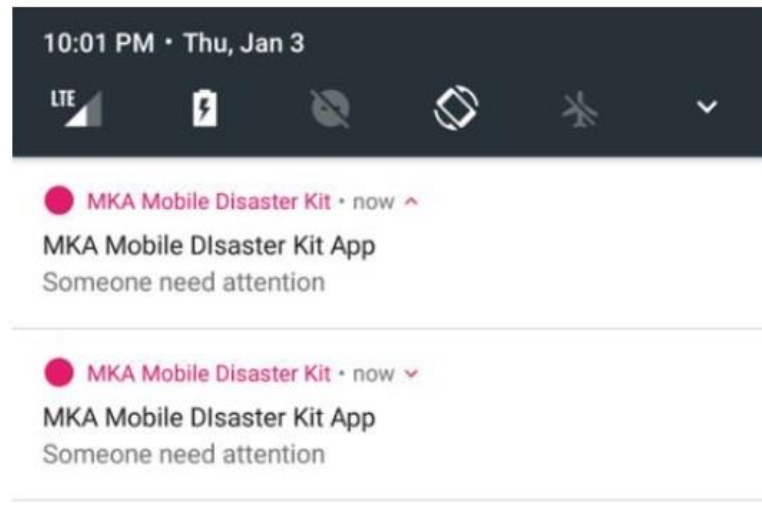 10:01 PM • Thu, Jan 3
LTE
MKA Mobile Disaster Kit • now
MKA Mobile DIsaster Kit App
Someone need attention
MKA Mobile Disaster Kit • now
MKA Mobile DIsaster Kit App
Someone need attention